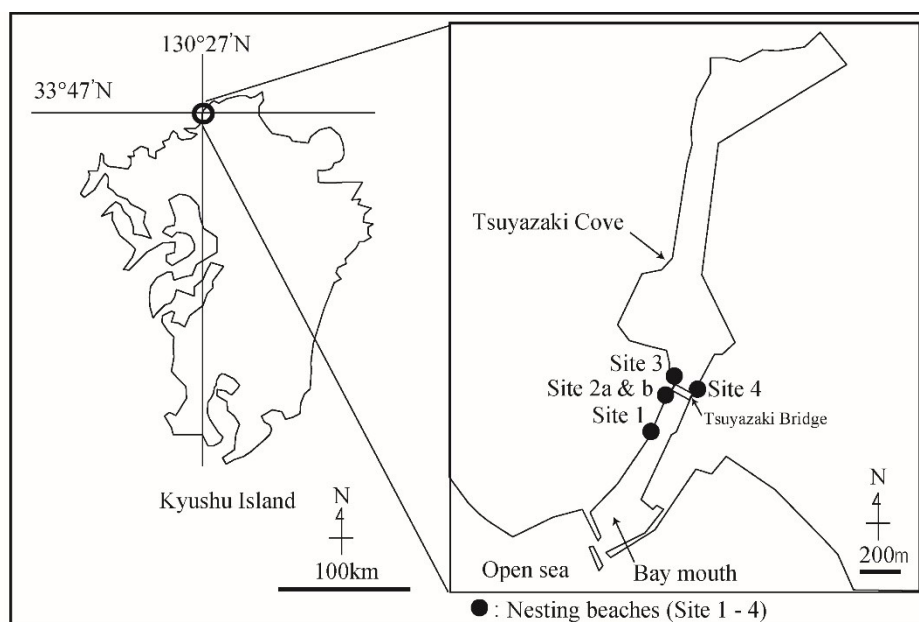 130°27'N
33°47'N
Kyushu Island
N
100km
Tsuyazaki Cove
Site 3
Site 2a & b
Site 4
Site 1
Tsuyazaki Bridge
N
200m
Open sea
Bay mouth
● : Nesting beaches (Site 1 - 4)